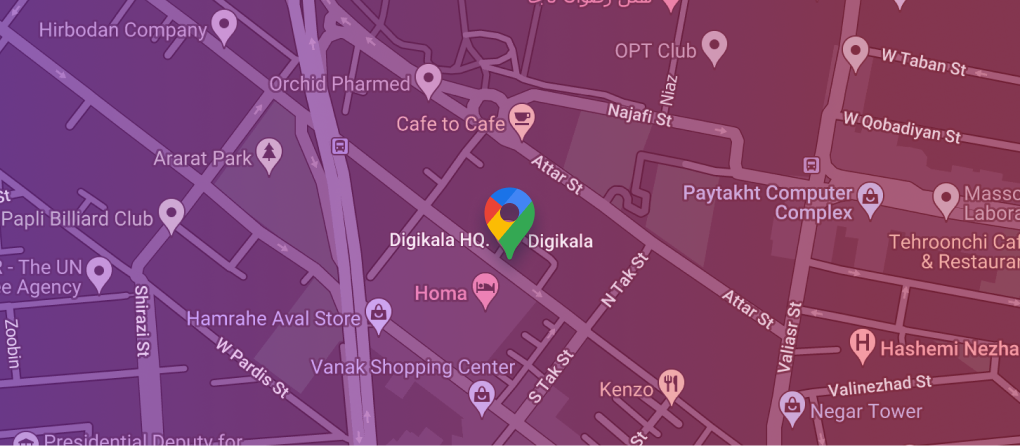 Hirbodan Company
OPT Club
W Taban St
Orchid Pharmed
Niaz
Najafi St
Cafe to Cafe
W Qobadiyan St
Ararat Park
Attar St
Paytakht Computer
Complex
Masso
Labora
St
Papli Billiard Club
Digikala HQ.
Digikala
Tehroonchi Caf
& Restauran
R - The UN
ee Agency
N Tak St
Homa
Attar St
Shirazi St
Hamrahe Aval Store
Valiasr St
Zoobin
W Pardis St
Hashemi Nezha
Vanak Shopping Center
S Tak St
Kenzo
Valinezhad St
Negar Tower
Presidential Deputy for
St